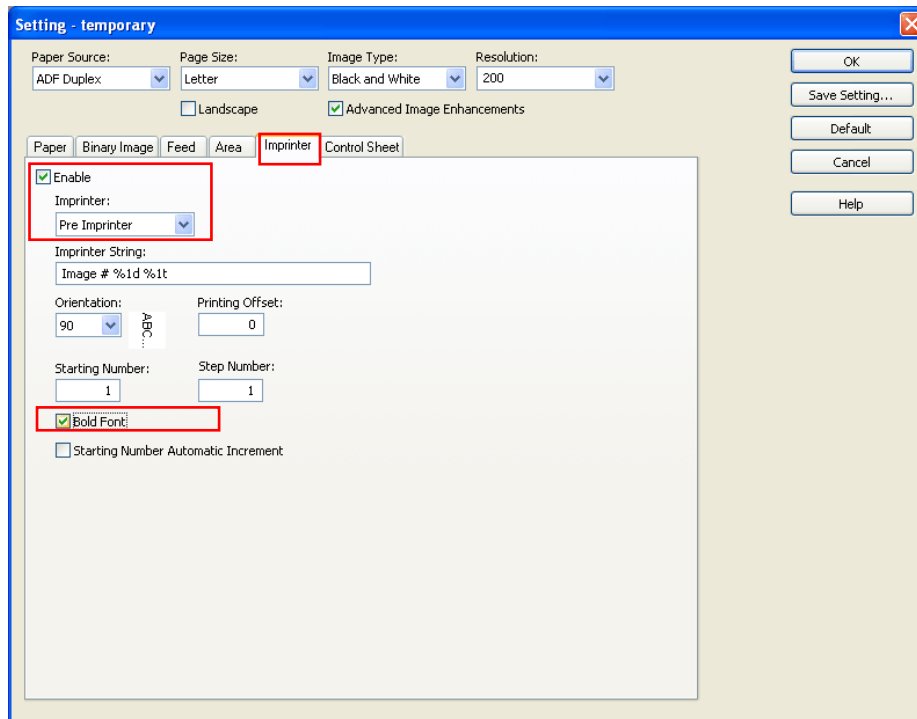 Setting - temporary
Paper Source: Page Size: Image Type: Resolution:
ADF Duplex Letter Black and White 200
Landscape Advanced Image Enhancements
OK
Save Setting...
Default
Cancel
Help
Paper Binary Image Feed Area Imprinter Control Sheet
Enable
Imprinter:
Pre Imprinter
Imprinter String:
Image # %1d %1t
Orientation: Printing Offset:
90 ABC... 0
Starting Number: Step Number:
1 1
Bold Font
Starting Number Automatic Increment